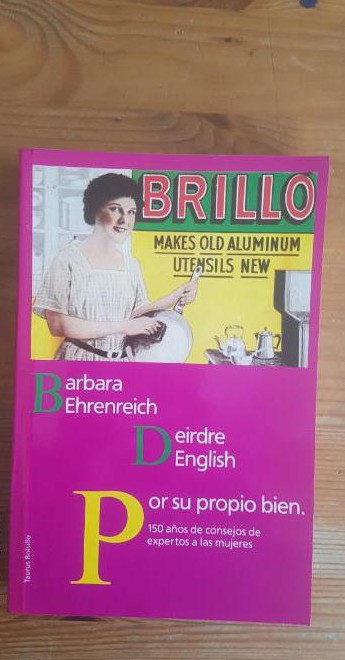 BRILLO
MAKES OLD ALUMINUM
UTENSILS NEW
Barbara
Ehrenreich
Deirdre
English
Por su propio bien.
150 años de consejos de
expertos a las mujeres
Taurus Bolsillo